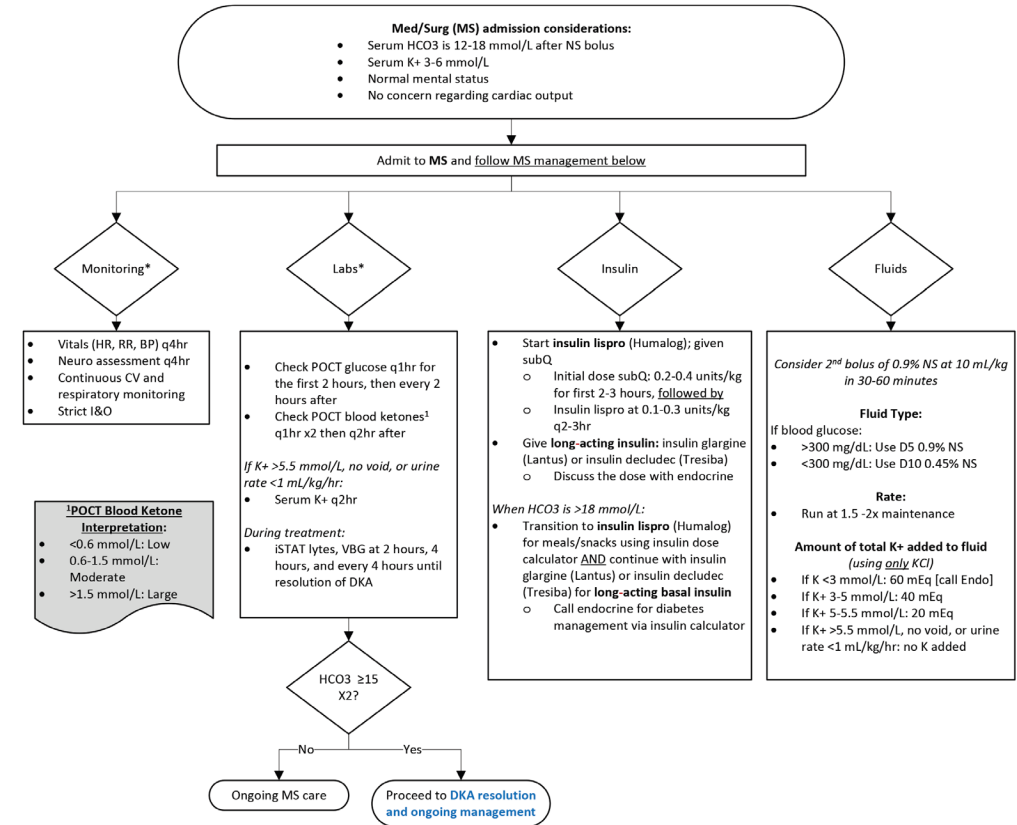 Med/Surg (MS) admission considerations:
• Serum HCO3 is 12-18 mmol/L after NS bolus
• Serum K+ 3-6 mmol/L
• Normal mental status
• No concern regarding cardiac output
Admit to MS and follow MS management below
Monitoring*
• Vitals (HR, RR, BP) q4hr
• Neuro assessment q4hr
• Continuous CV and
respiratory monitoring
• Strict I&O
¹POCT Blood Ketone
Interpretation:
• <0.6 mmol/L: Low
• 0.6-1.5 mmol/L:
Moderate
• >1.5 mmol/L: Large
Labs*
• Check POCT glucose q1hr for
the first 2 hours, then every 2
hours after
• Check POCT blood ketones¹
q1hr x2 then q2hr after
If K+ >5.5 mmol/L, no void, or urine
rate <1 mL/kg/hr:
• Serum K+ q2hr
During treatment:
• iSTAT lytes, VBG at 2 hours, 4
hours, and every 4 hours until
resolution of DKA
HCO3 ≥15
X2?
No
Yes
Ongoing MS care
Proceed to DKA resolution
and ongoing management
Insulin
• Start insulin lispro (Humalog); given
subQ
o Initial dose subQ: 0.2-0.4 units/kg
for first 2-3 hours, followed by
o Insulin lispro at 0.1-0.3 units/kg
q2-3hr
• Give long-acting insulin: insulin glargine
(Lantus) or insulin decludec (Tresiba)
o Discuss the dose with endocrine
When HCO3 is >18 mmol/L:
• Transition to insulin lispro (Humalog)
for meals/snacks using insulin dose
calculator AND continue with insulin
glargine (Lantus) or insulin decludec
(Tresiba) for long-acting basal insulin
o Call endocrine for diabetes
management via insulin calculator
Fluids
Consider 2nd bolus of 0.9% NS at 10 mL/kg
in 30-60 minutes
Fluid Type:
If blood glucose:
• >300 mg/dL: Use D5 0.9% NS
• <300 mg/dL: Use D10 0.45% NS
Rate:
• Run at 1.5 -2x maintenance
Amount of total K+ added to fluid
(using only KCl)
• If K <3 mmol/L: 60 mEq [call Endo]
• If K+ 3-5 mmol/L: 40 mEq
• If K+ 5-5.5 mmol/L: 20 mEq
• If K+ >5.5 mmol/L, no void, or urine
rate <1 mL/kg/hr: no K added